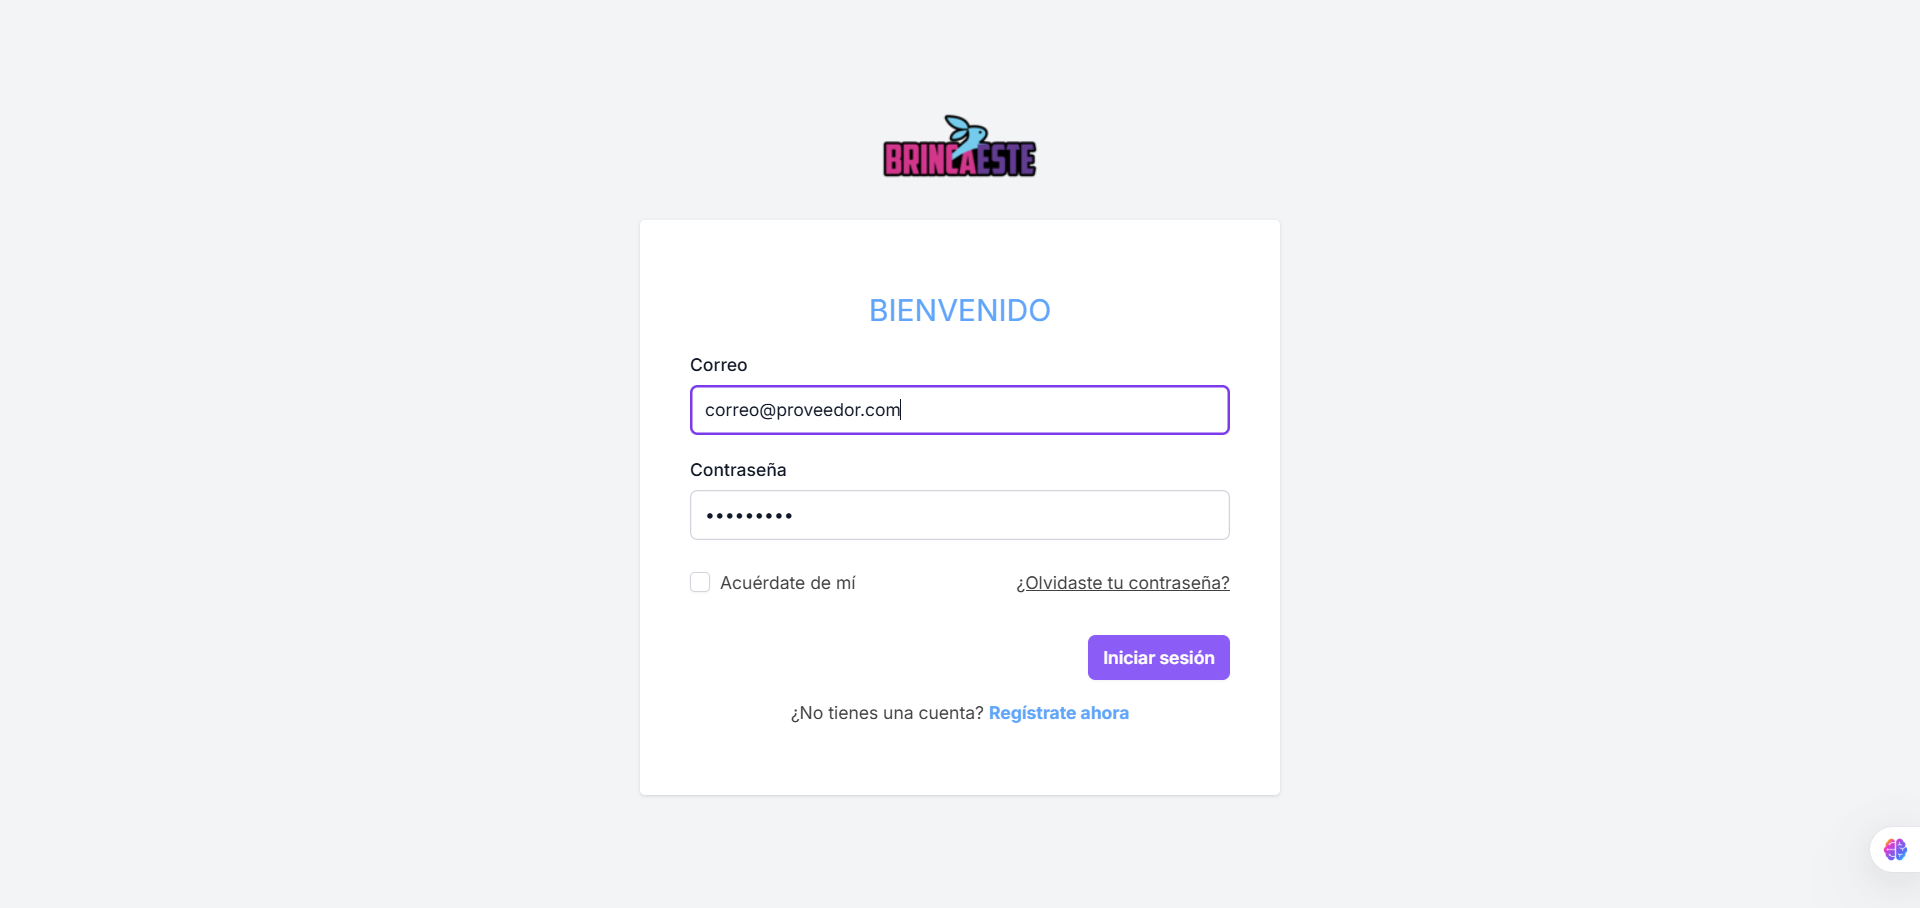 BRINCAESTE
BIENVENIDO
Correo
correo@proveedor.com
Contraseña
•••••••••
Acuérdate de mí
¿Olvidaste tu contraseña?
Iniciar sesión
¿No tienes una cuenta? Regístrate ahora